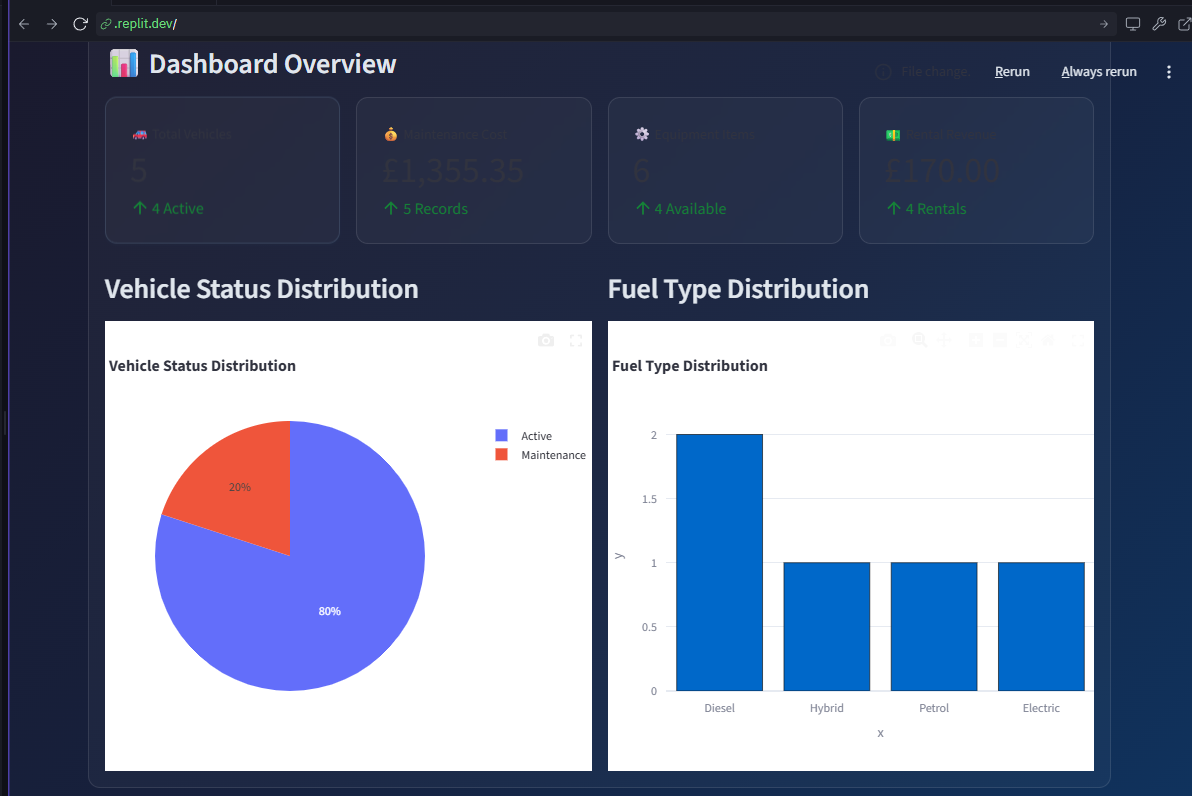 .replit.dev/
Dashboard Overview
File change.
Rerun
Always rerun
Total Vehicles
5
4 Active
Maintenance Cost
£1,355.35
5 Records
Equipment Items
6
4 Available
Rental Revenue
£170.00
4 Rentals
Vehicle Status Distribution
Fuel Type Distribution
Vehicle Status Distribution
Active
Maintenance
20%
80%
Fuel Type Distribution
2
1.5
1
0.5
0
y
Diesel
Hybrid
Petrol
Electric
x